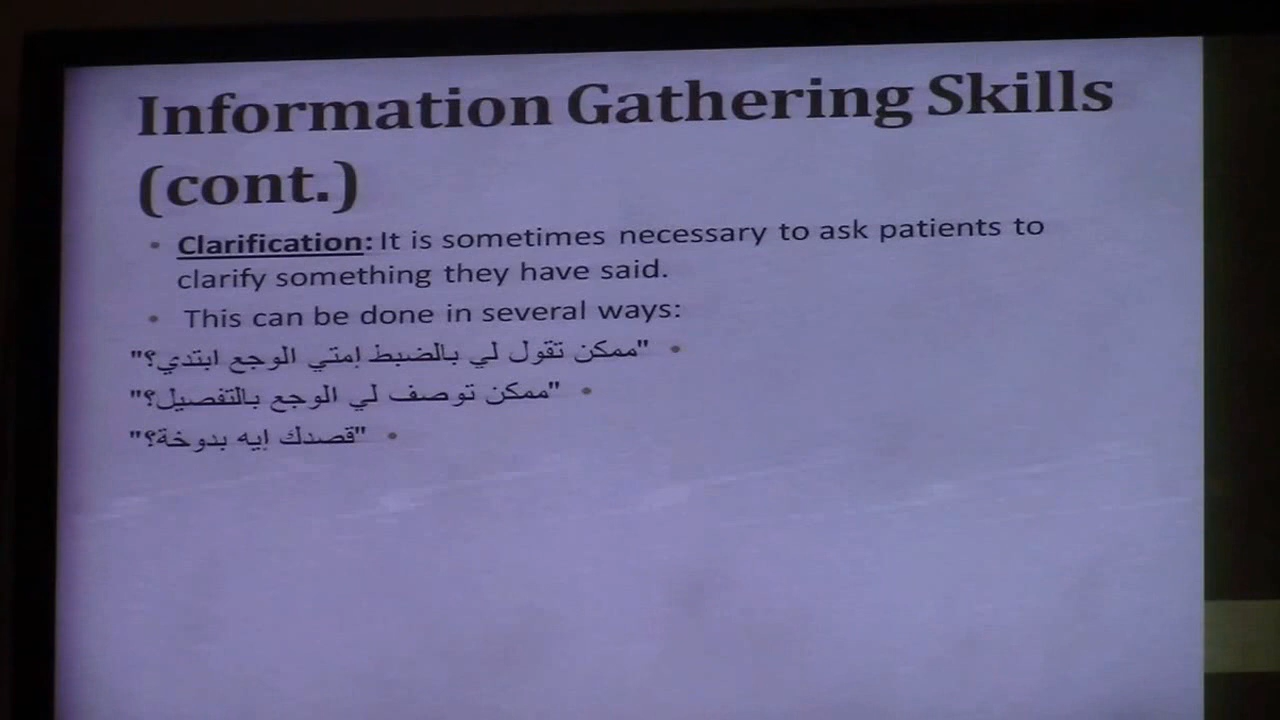 Information Gathering Skills
(cont.)
• Clarification: It is sometimes necessary to ask patients to
clarify something they have said.
• This can be done in several ways:
• "ممكن تقول لي بالضبط إمتي الوجع ابتدي؟"
• "ممكن توصف لي الوجع بالتفصيل؟"
• "قصدك إيه بدوخة؟"